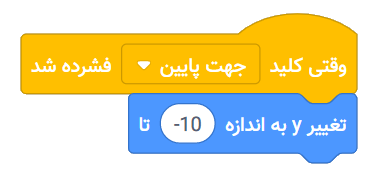 وقتی کلید جهت پایین فشرده شد
تغییر y به اندازه -10 تا